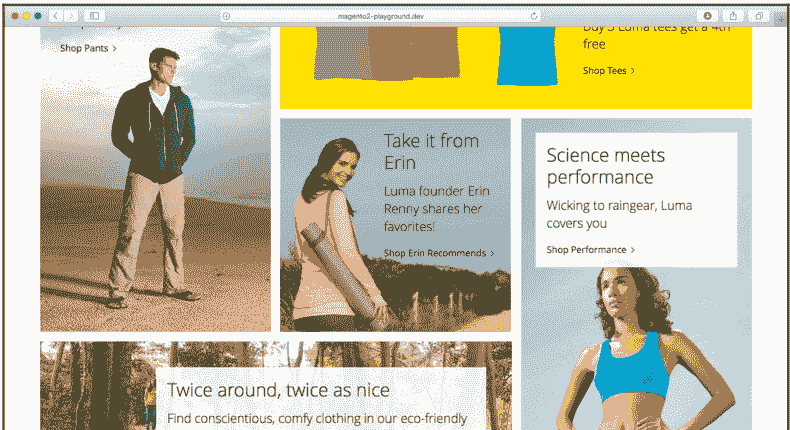 magento2-playground.dev
Shop Pants >
Buy 3 Luma tees get a 4th
free
Shop Tees >
Take it from
Erin
Luma founder Erin
Renny shares her
favorites!
Shop Erin Recommends >
Science meets
performance
Wicking to raingear, Luma
covers you
Shop Performance >
Twice around, twice as nice
Find conscientious, comfy clothing in our eco-friendly